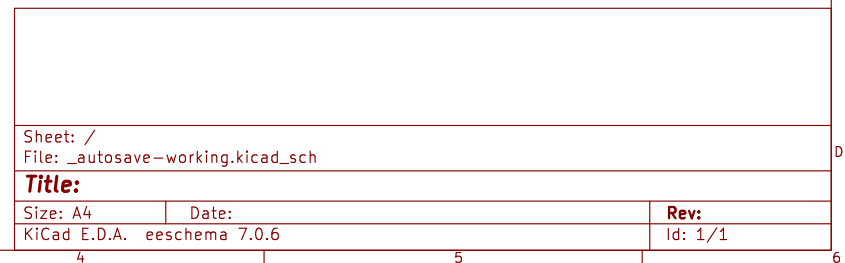 Sheet: /
File: _autosave-working.kicad_sch
D
Title:
Size: A4 Date: Rev:
KiCad E.D.A. eeschema 7.0.6 Id: 1/1
4 5 6